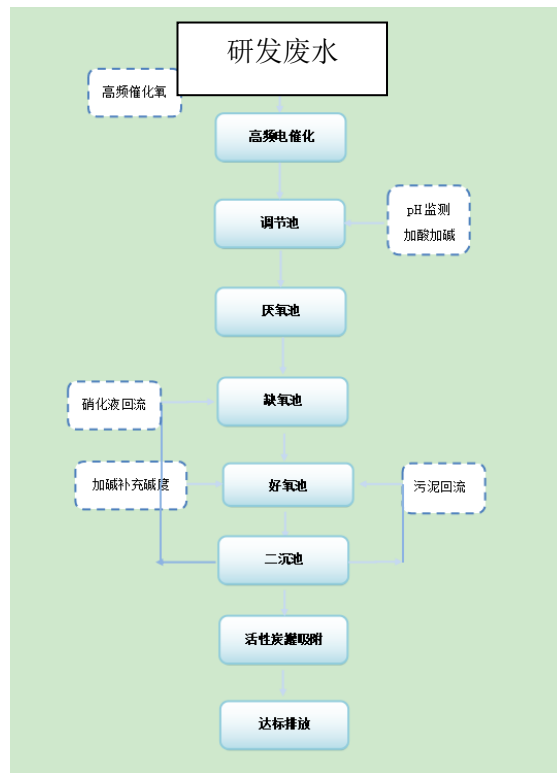 研发废水
高频催化氧
高频电催化
调节池
pH 监测
加酸加碱
厌氧池
缺氧池
硝化液回流
加碱补充碱度
好氧池
污泥回流
二沉池
活性炭罐吸附
达标排放